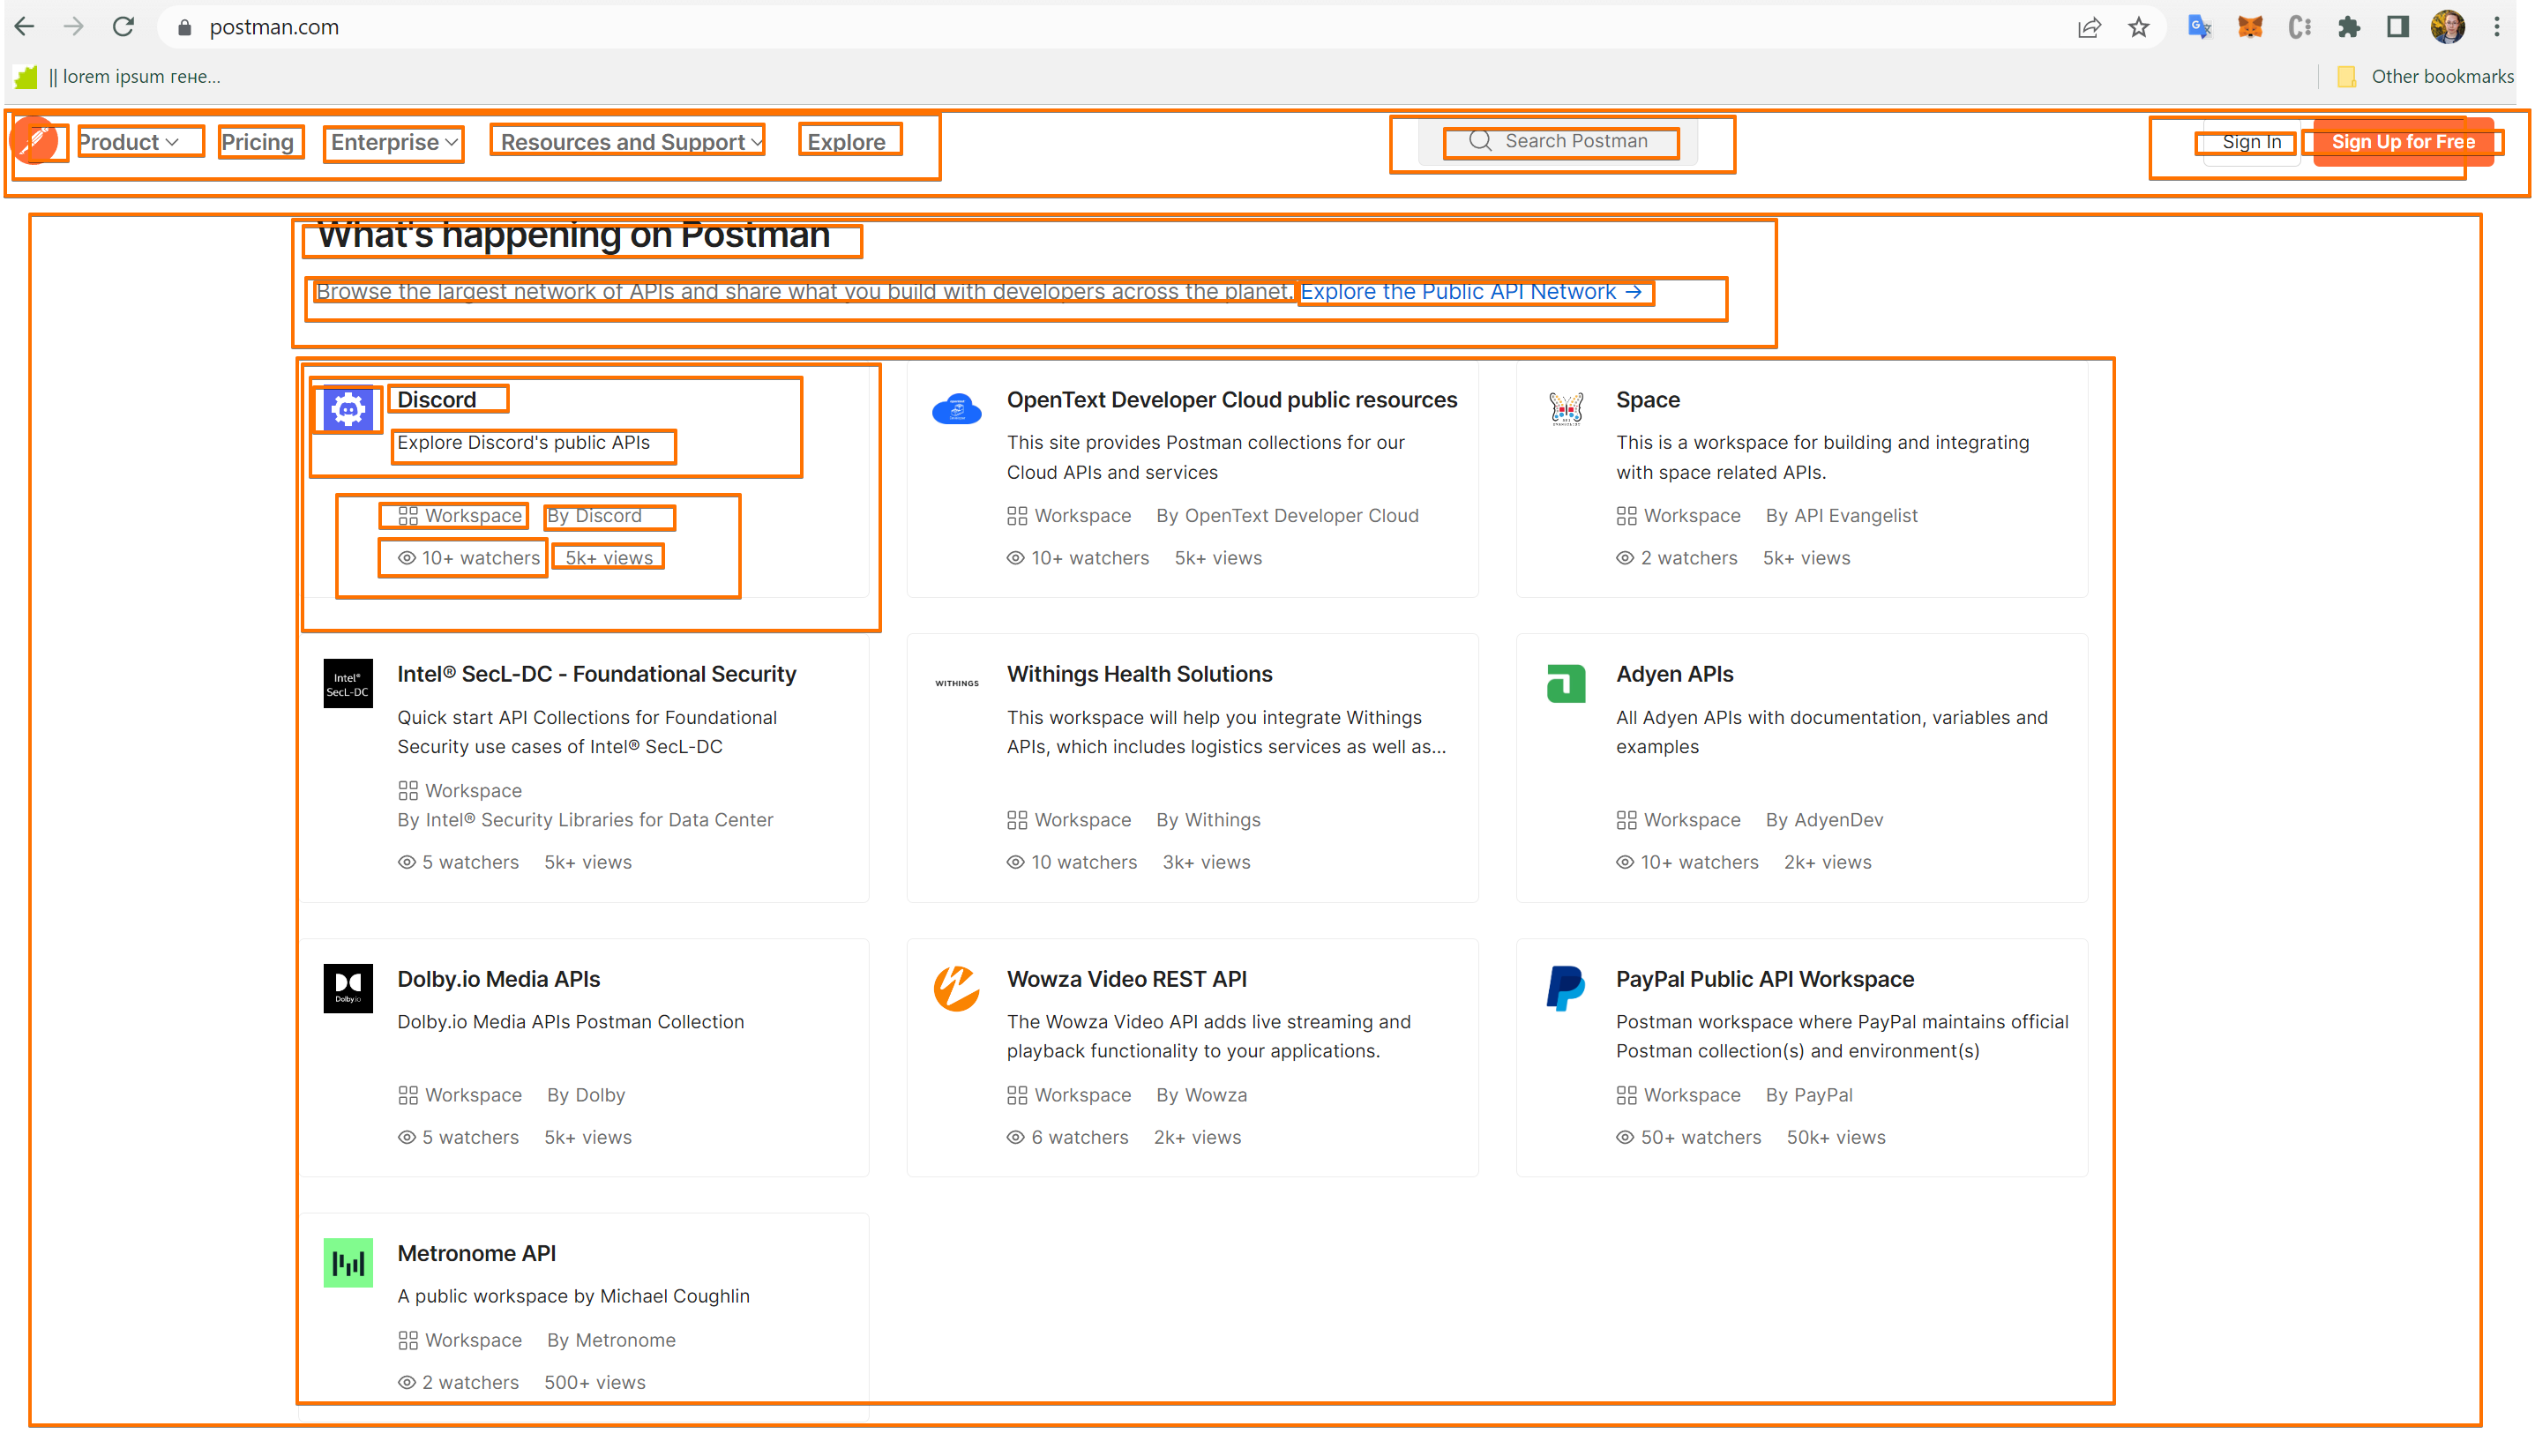 postman.com
|| lorem ipsum гене...
Other bookmarks
Product
Pricing
Enterprise
Resources and Support
Explore
Search Postman
Sign In
Sign Up for Free
What's happening on Postman
Browse the largest network of APIs and share what you build with developers across the planet. Explore the Public API Network →
Discord
Explore Discord's public APIs
Workspace By Discord
10+ watchers 5k+ views
OpenText Developer Cloud public resources
This site provides Postman collections for our
Cloud APIs and services
Workspace By OpenText Developer Cloud
10+ watchers 5k+ views
Space
This is a workspace for building and integrating
with space related APIs.
Workspace By API Evangelist
2 watchers 5k+ views
Intel®
SecL-DC
Intel® SecL-DC - Foundational Security
Quick start API Collections for Foundational
Security use cases of Intel® SecL-DC
Workspace
By Intel® Security Libraries for Data Center
5 watchers 5k+ views
WITHINGS
Withings Health Solutions
This workspace will help you integrate Withings
APIs, which includes logistics services as well as...
Workspace By Withings
10 watchers 3k+ views
Adyen APIs
All Adyen APIs with documentation, variables and
examples
Workspace By AdyenDev
10+ watchers 2k+ views
Dolby.io
Dolby.io Media APIs
Dolby.io Media APIs Postman Collection
Workspace By Dolby
5 watchers 5k+ views
Wowza Video REST API
The Wowza Video API adds live streaming and
playback functionality to your applications.
Workspace By Wowza
6 watchers 2k+ views
PayPal Public API Workspace
Postman workspace where PayPal maintains official
Postman collection(s) and environment(s)
Workspace By PayPal
50+ watchers 50k+ views
Metronome API
A public workspace by Michael Coughlin
Workspace By Metronome
2 watchers 500+ views